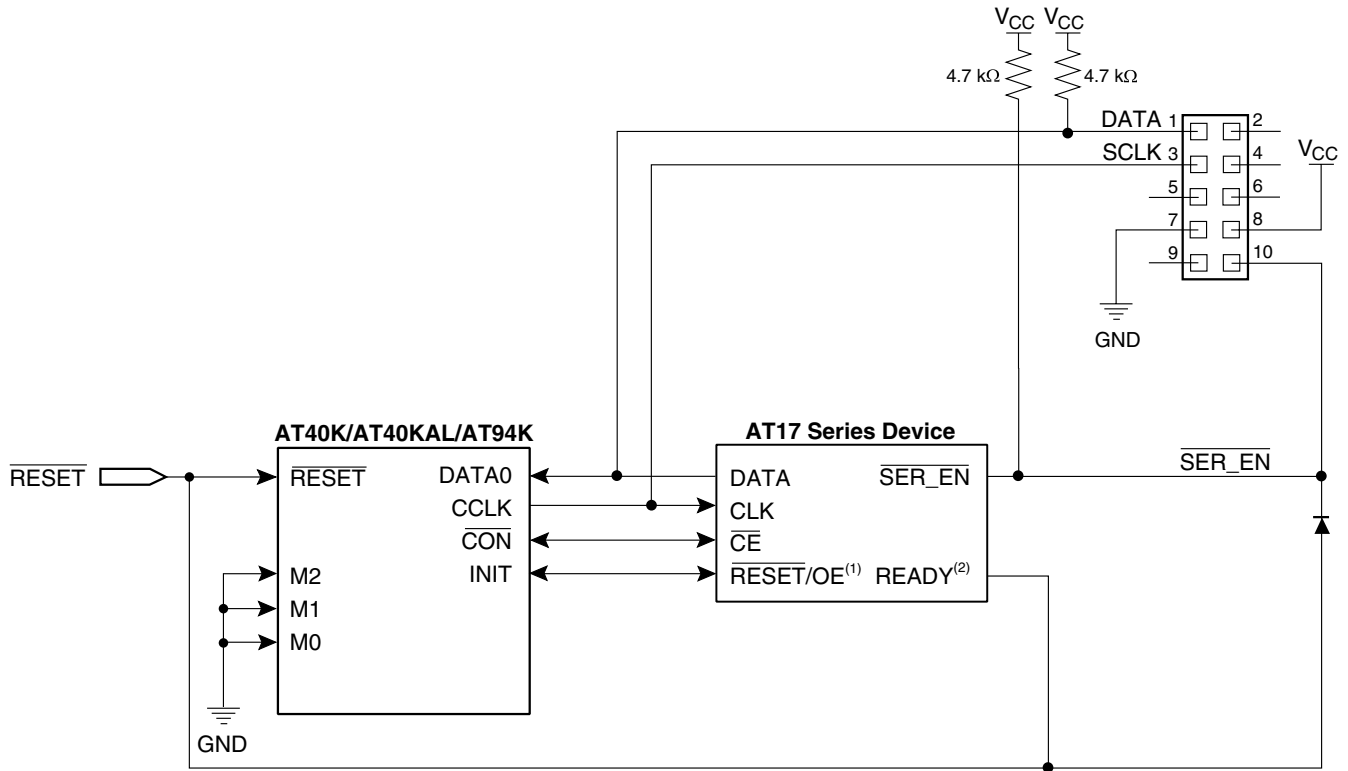 VCC VCC
4.7 kΩ 4.7 kΩ
DATA 1 2
SCLK 3 4
VCC
5 6
7 8
9 10
GND
AT40K/AT40KAL/AT94K
AT17 Series Device
RESET
RESET
DATA0
DATA
SER_EN
SER_EN
CCLK
CLK
CON
CE
M2
INIT
RESET/OE(1)
READY(2)
M1
M0
GND